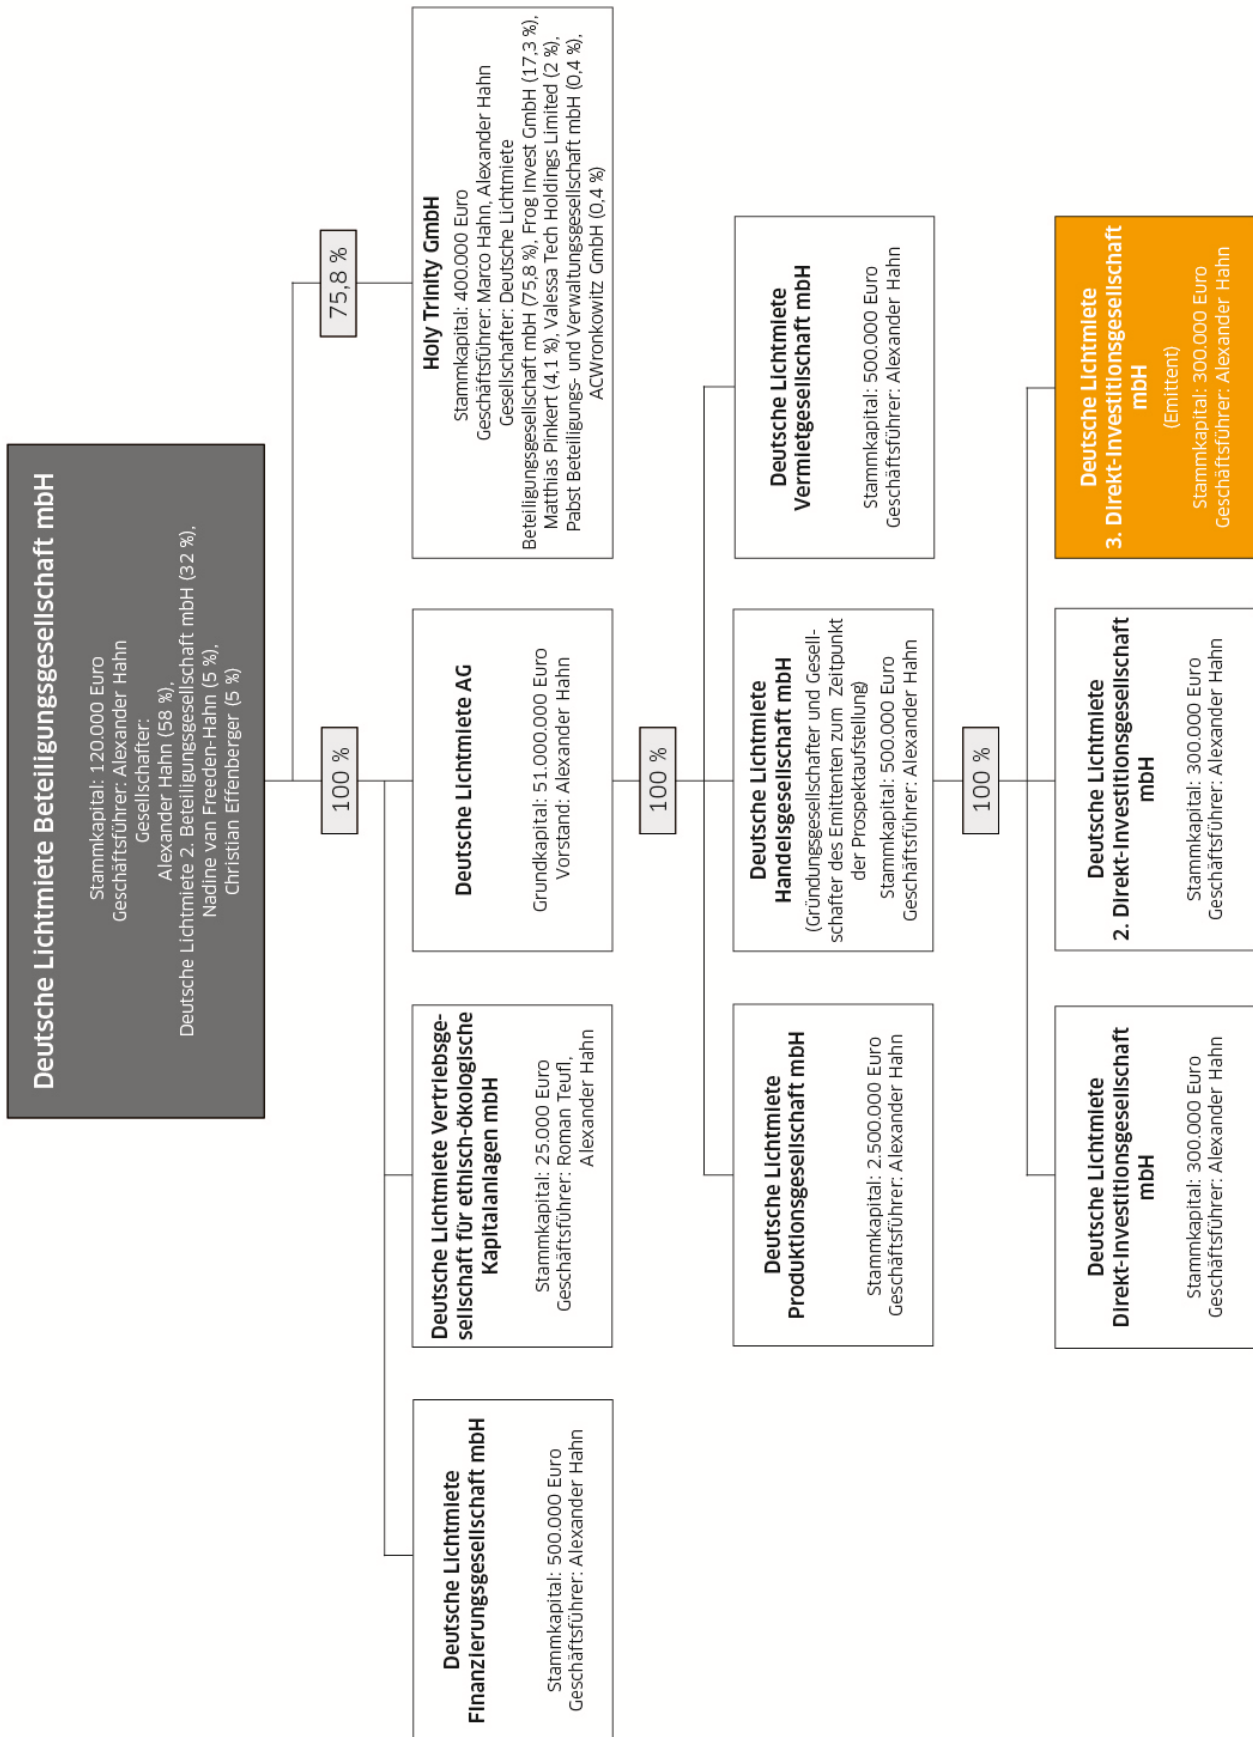 Deutsche Lichtmiete Beteiligungsgesellschaft mbH
Stammkapital: 120.000 Euro
Geschäftsführer: Alexander Hahn
Gesellschafter:
Alexander Hahn (58 %),
Deutsche Lichtmiete 2. Beteiligungsgesellschaft mbH (32 %),
Nadine van Freeden-Hahn (5 %),
Christian Effenberger (5 %)
100 %
75,8 %
Deutsche Lichtmiete
Finanzierungsgesellschaft mbH
Stammkapital: 500.000 Euro
Geschäftsführer: Alexander Hahn
Deutsche Lichtmiete Vertriebsge-
sellschaft für ethisch-ökologische
Kapitalanlagen mbH
Stammkapital: 25.000 Euro
Geschäftsführer: Roman Teufl,
Alexander Hahn
Deutsche Lichtmiete AG
Grundkapital: 51.000.000 Euro
Vorstand: Alexander Hahn
Holy Trinity GmbH
Stammkapital: 400.000 Euro
Geschäftsführer: Marco Hahn, Alexander Hahn
Gesellschafter: Deutsche Lichtmiete
Beteiligungsgesellschaft mbH (75,8 %), Frog Invest GmbH (17,3 %),
Matthias Pinkert (4,1 %), Valessa Tech Holdings Limited (2 %),
Pabst Beteiligungs- und Verwaltungsgesellschaft mbH (0,4 %),
ACWronkowitz GmbH (0,4 %)
100 %
Deutsche Lichtmiete
Produktionsgesellschaft mbH
Stammkapital: 2.500.000 Euro
Geschäftsführer: Alexander Hahn
Deutsche Lichtmiete
Handelsgesellschaft mbH
(Gründungsgesellschafter und Gesell-
schafter des Emittenten zum Zeitpunkt
der Prospektaufstellung)
Stammkapital: 500.000 Euro
Geschäftsführer: Alexander Hahn
Deutsche Lichtmiete
Vermietgesellschaft mbH
Stammkapital: 500.000 Euro
Geschäftsführer: Alexander Hahn
100 %
Deutsche Lichtmiete
Direkt-Investitionsgesellschaft
mbH
Stammkapital: 300.000 Euro
Geschäftsführer: Alexander Hahn
Deutsche Lichtmiete
2. Direkt-Investitionsgesellschaft
mbH
Stammkapital: 300.000 Euro
Geschäftsführer: Alexander Hahn
Deutsche Lichtmiete
3. Direkt-Investitionsgesellschaft
mbH
(Emittent)
Stammkapital: 300.000 Euro
Geschäftsführer: Alexander Hahn